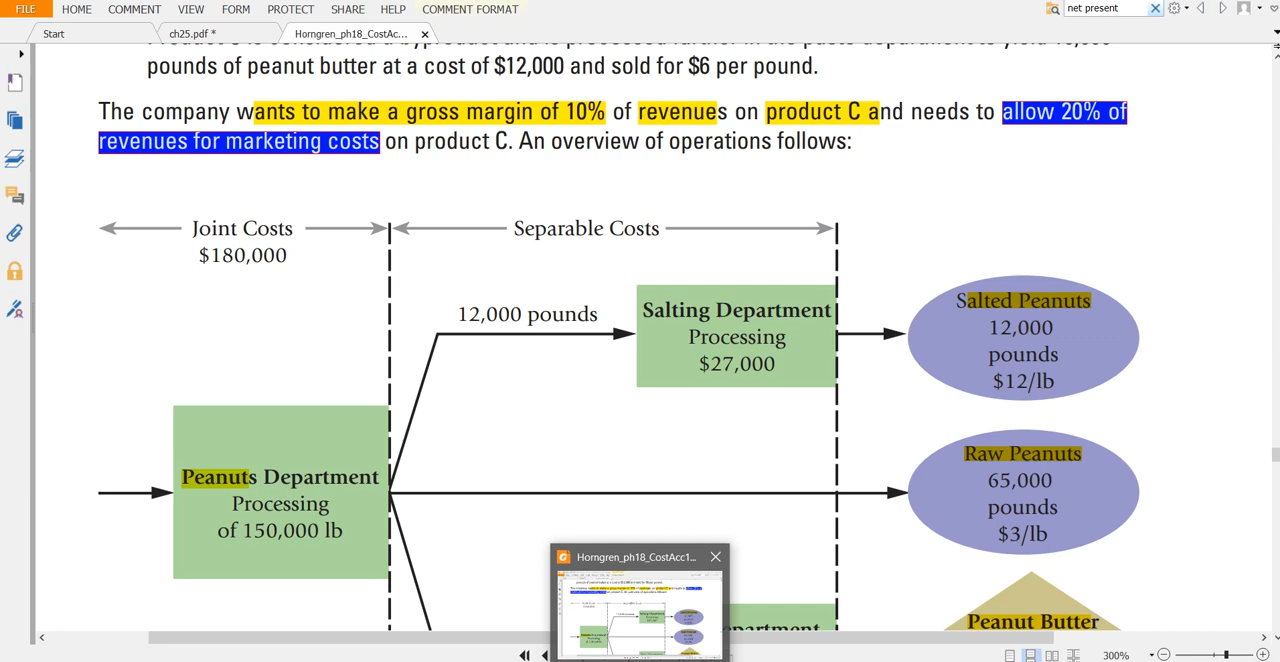 FILE HOME COMMENT VIEW FORM PROTECT SHARE HELP COMMENT FORMAT net present
Start ch25.pdf * Horngren_ph18_CostAc...
pounds of peanut butter at a cost of $12,000 and sold for $6 per pound.
The company wants to make a gross margin of 10% of revenues on product C and needs to allow 20% of
revenues for marketing costs on product C. An overview of operations follows:
Joint Costs
$180,000
Separable Costs
12,000 pounds
Salting Department
Processing
$27,000
Salted Peanuts
12,000
pounds
$12/lb
Peanuts Department
Processing
of 150,000 lb
Raw Peanuts
65,000
pounds
$3/lb
Horngren_ph18_CostAcc1...
Peanut Butter
300%